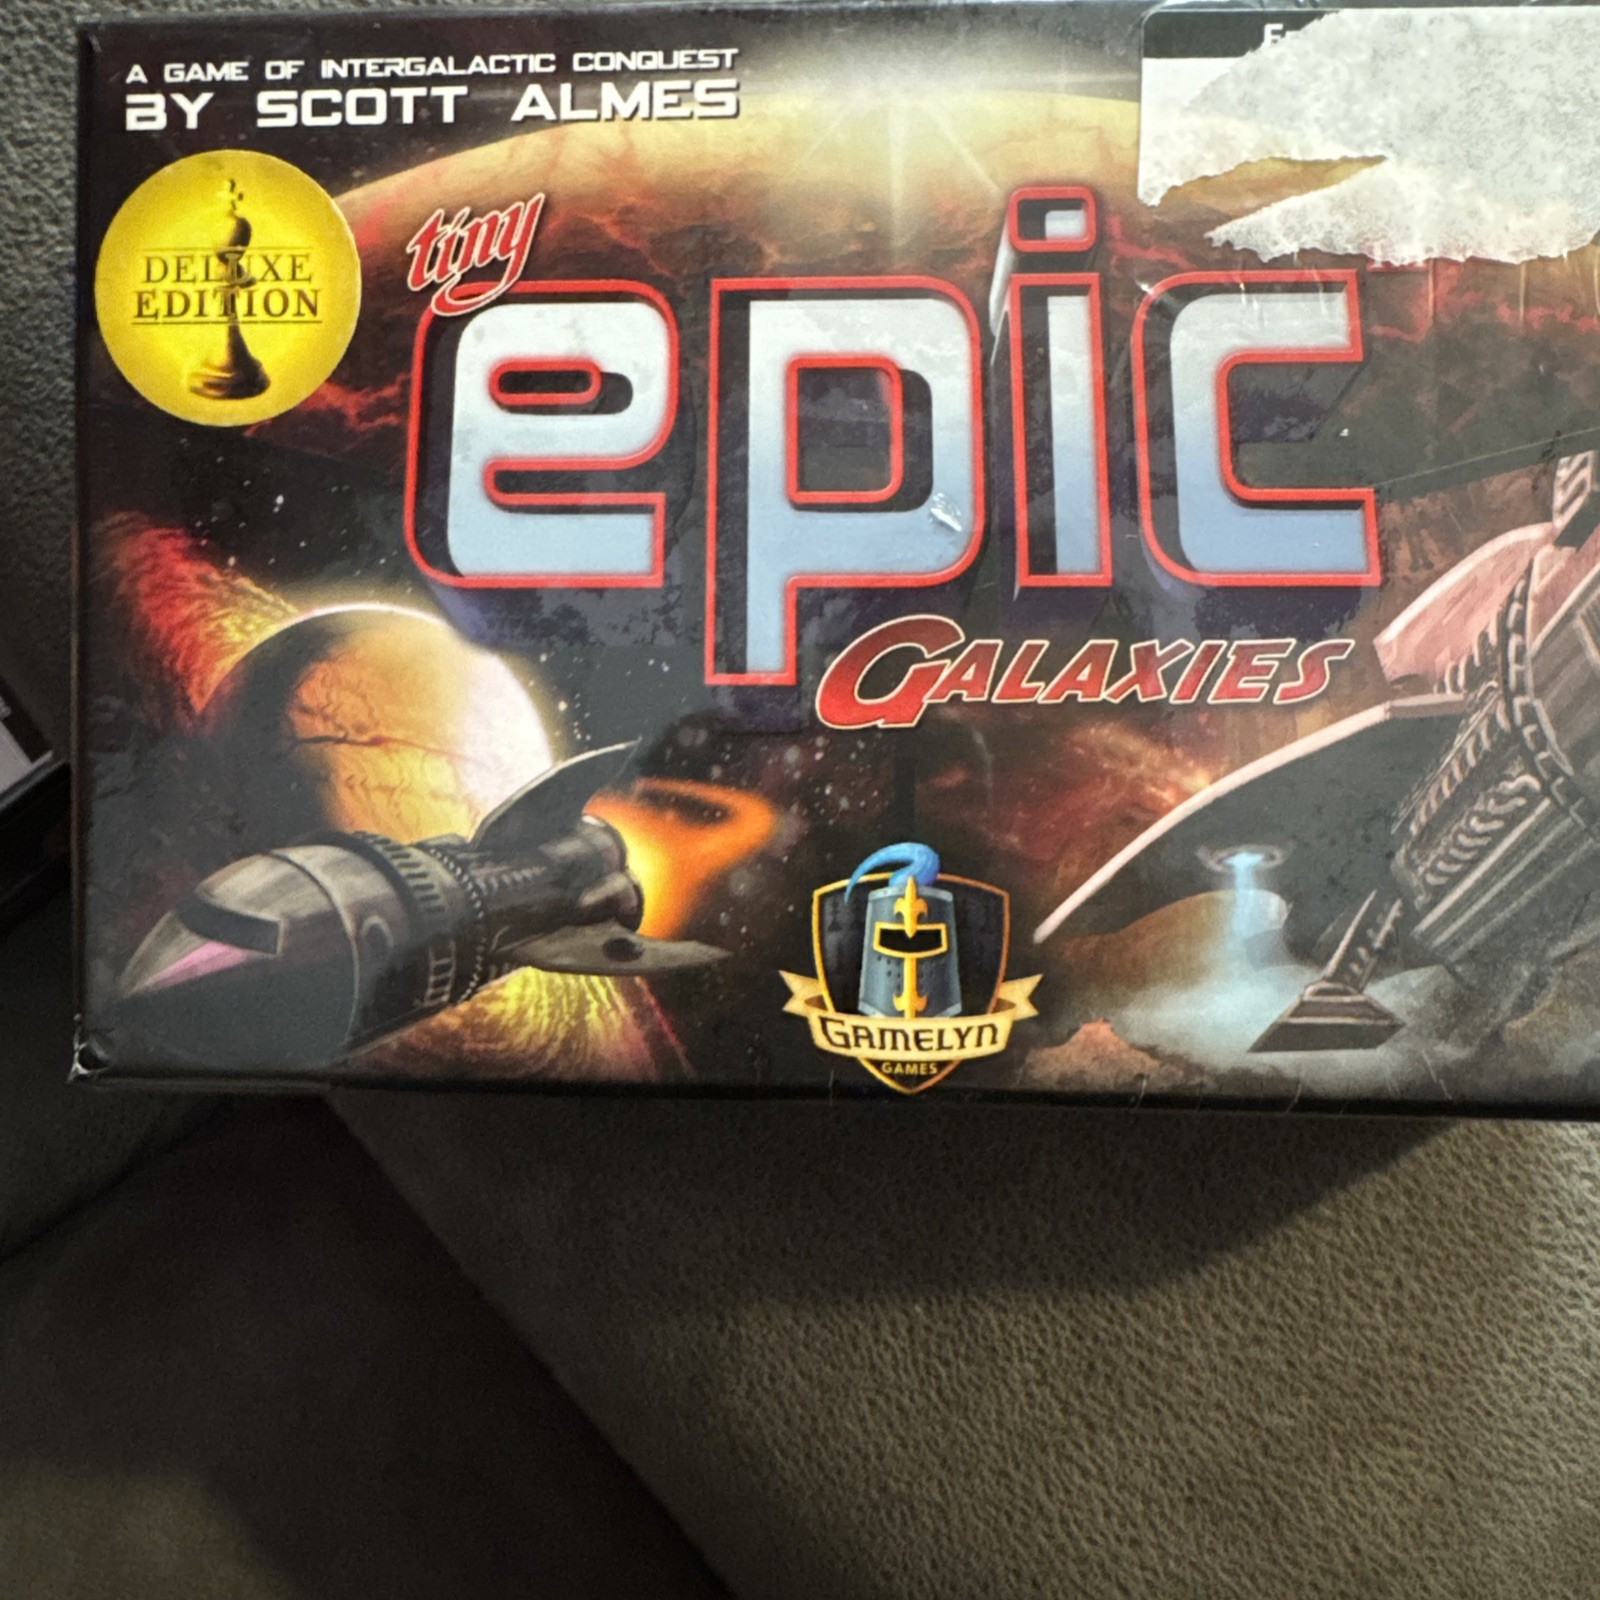 A GAME OF INTERGALACTIC CONQUEST
BY SCOTT ALMES
DELUXE
EDITION
tiny
epic
GALAXIES
GAMELYN
GAMES